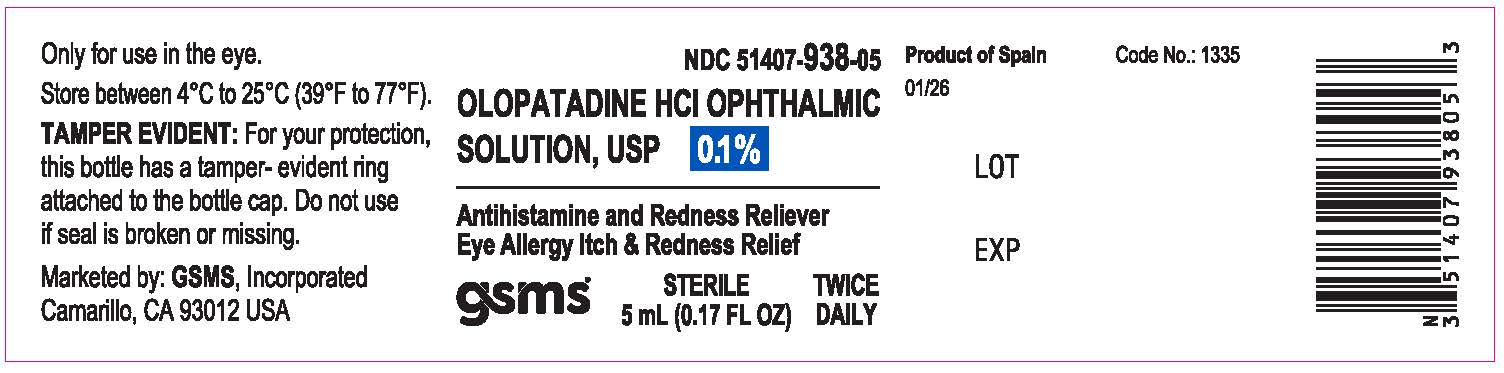 Only for use in the eye.
Store between 4°C to 25°C (39°F to 77°F).
TAMPER EVIDENT: For your protection,
this bottle has a tamper- evident ring
attached to the bottle cap. Do not use
if seal is broken or missing.
Marketed by: GSMS, Incorporated
Camarillo, CA 93012 USA
NDC 51407-938-05
OLOPATADINE HCl OPHTHALMIC
SOLUTION, USP 0.1%
Antihistamine and Redness Reliever
Eye Allergy Itch & Redness Relief
gsms
STERILE
5 mL (0.17 FL OZ)
TWICE
DAILY
Product of Spain
01/26
Code No.: 1335
LOT
EXP
N
3 51407 93805 3